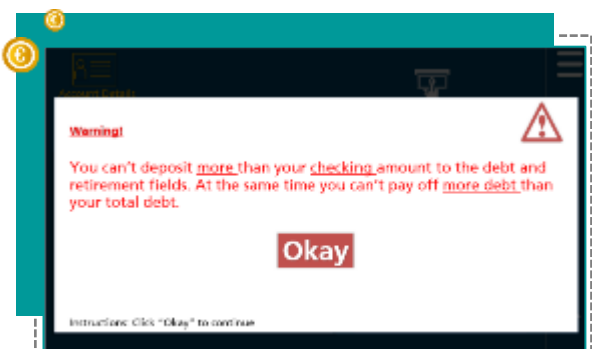 Account Details
Warning!
You can't deposit more than your checking amount to the debt and
retirement fields. At the same time you can't pay off more debt than
your total debt.
Okay
Instructions: Click "Okay" to continue